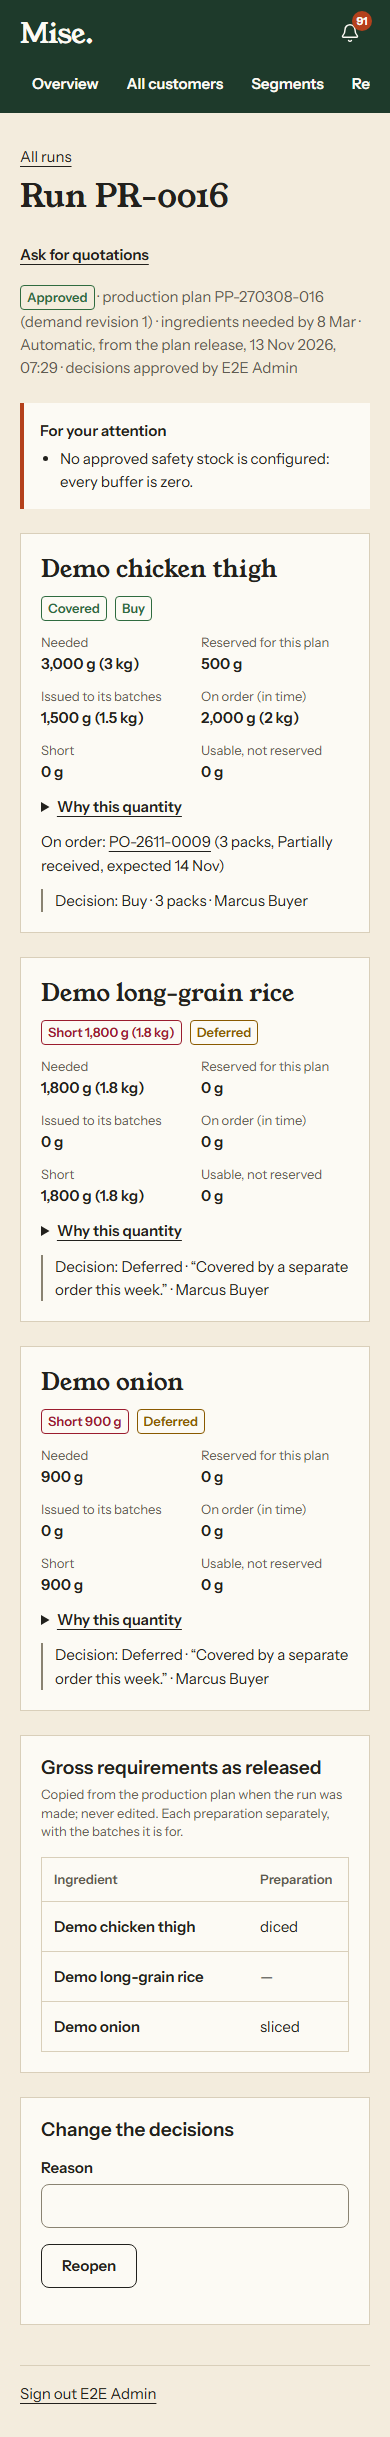 Mise.
91
Overview All customers Segments Re
All runs
Run PR-0016
Ask for quotations
Approved · production plan PP-270308-016
(demand revision 1) · ingredients needed by 8 Mar ·
Automatic, from the plan release, 13 Nov 2026,
07:29 · decisions approved by E2E Admin
For your attention
• No approved safety stock is configured:
every buffer is zero.
Demo chicken thigh
Covered Buy
Needed Reserved for this plan
3,000 g (3 kg) 500 g
Issued to its batches On order (in time)
1,500 g (1.5 kg) 2,000 g (2 kg)
Short Usable, not reserved
0 g 0 g
▶ Why this quantity
On order: PO-2611-0009 (3 packs, Partially
received, expected 14 Nov)
Decision: Buy · 3 packs · Marcus Buyer
Demo long-grain rice
Short 1,800 g (1.8 kg) Deferred
Needed Reserved for this plan
1,800 g (1.8 kg) 0 g
Issued to its batches On order (in time)
0 g 0 g
Short Usable, not reserved
1,800 g (1.8 kg) 0 g
▶ Why this quantity
Decision: Deferred · “Covered by a separate
order this week.” · Marcus Buyer
Demo onion
Short 900 g Deferred
Needed Reserved for this plan
900 g 0 g
Issued to its batches On order (in time)
0 g 0 g
Short Usable, not reserved
900 g 0 g
▶ Why this quantity
Decision: Deferred · “Covered by a separate
order this week.” · Marcus Buyer
Gross requirements as released
Copied from the production plan when the run was
made; never edited. Each preparation separately,
with the batches it is for.
Ingredient Preparation
Demo chicken thigh diced
Demo long-grain rice —
Demo onion sliced
Change the decisions
Reason
Reopen
Sign out E2E Admin